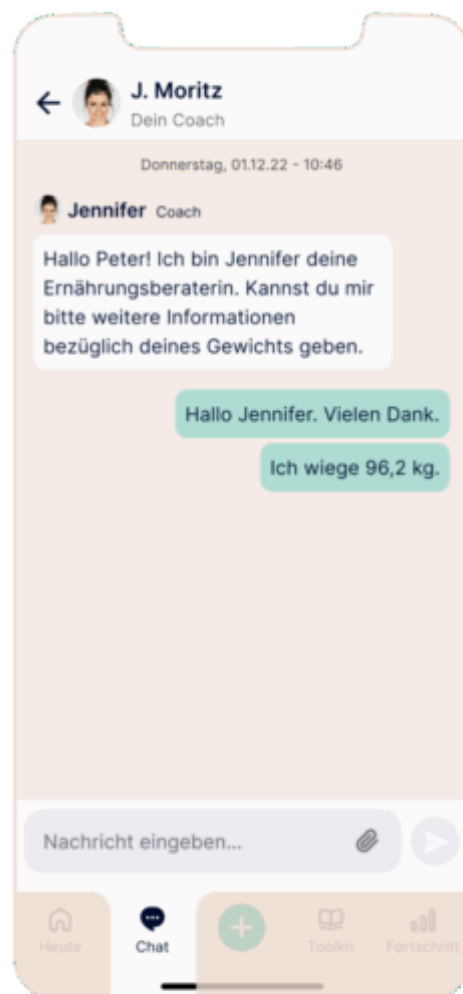 J. Moritz
Dein Coach
Donnerstag, 01.12.22 - 10:46
Jennifer Coach
Hallo Peter! Ich bin Jennifer deine
Ernährungsberaterin. Kannst du mir
bitte weitere Informationen
bezüglich deines Gewichts geben.
Hallo Jennifer. Vielen Dank.
Ich wiege 96,2 kg.
Nachricht eingeben...
Heute
Chat
Toolkit
Fortschritt